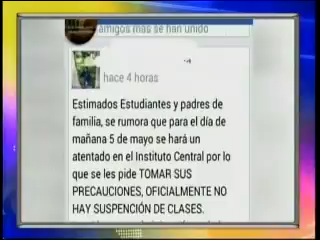 amigos más se han unido
hace 4 horas
Estimados Estudiantes y padres de
familia, se rumora que para el día de
mañana 5 de mayo se hará un
atentado en el Instituto Central por lo
que se les pide TOMAR SUS
PRECAUCIONES, OFICIALMENTE NO
HAY SUSPENCIÓN DE CLASES.